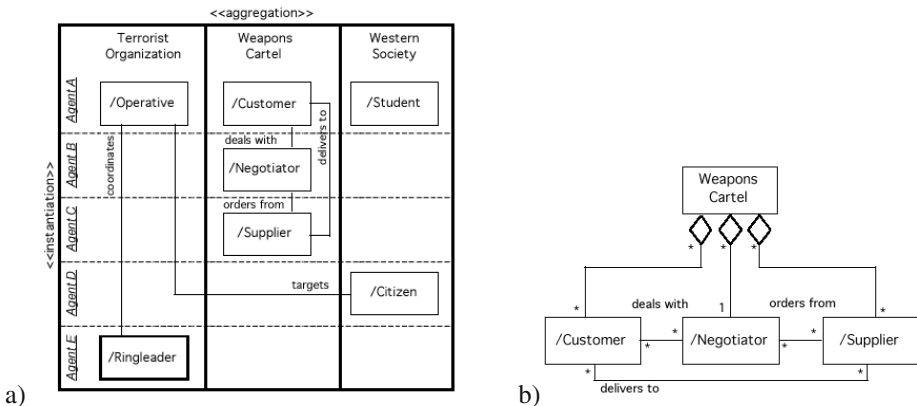 <<aggregation>>
Terrorist
Organization
Weapons
Cartel
Western
Society
<<instantiation>>
Agent A
/Operative
/Customer
/Student
coordinates
deals with
delivers to
Agent B
/Negotiator
orders from
Agent C
/Supplier
Agent D
targets
/Citizen
Agent E
/Ringleader
a)
Weapons
Cartel
* * *
deals with
orders from
* 1 *
/Customer
* *
/Negotiator
* *
/Supplier
* *
delivers to
b)